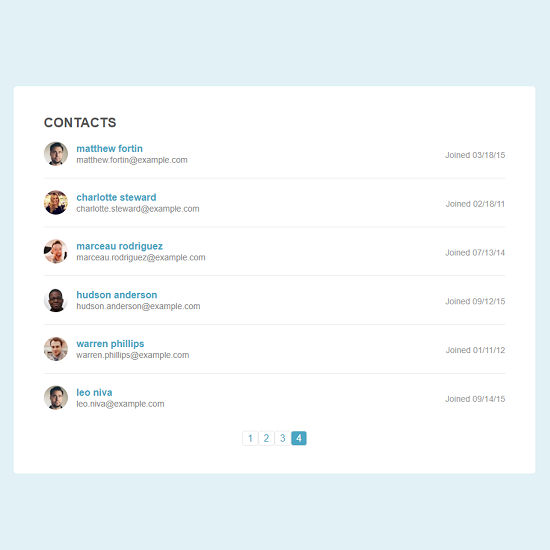 CONTACTS
matthew fortin
matthew.fortin@example.com
Joined 03/18/15
charlotte steward
charlotte.steward@example.com
Joined 02/18/11
marceau rodriguez
marceau.rodriguez@example.com
Joined 07/13/14
hudson anderson
hudson.anderson@example.com
Joined 09/12/15
warren phillips
warren.phillips@example.com
Joined 01/11/12
leo niva
leo.niva@example.com
Joined 09/14/15
1 2 3 4